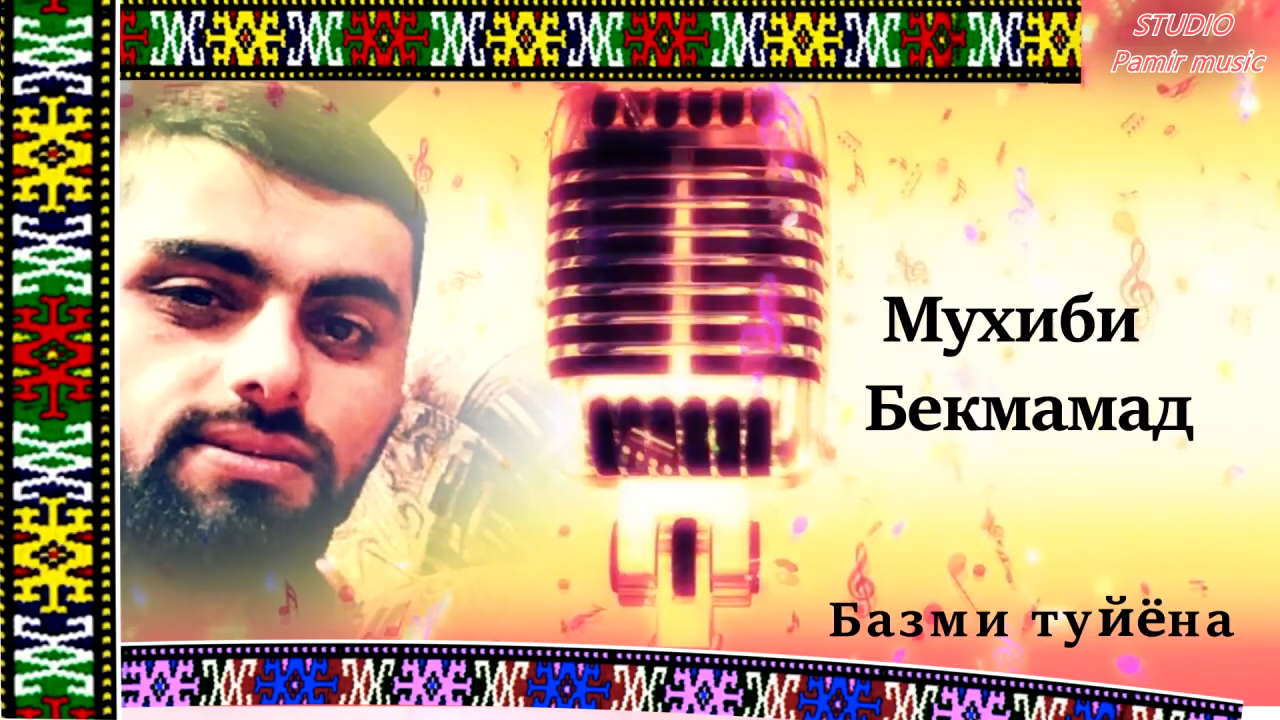 STUDIO
Pamir music
Мухиби
Бекмамад
Базми туйёна